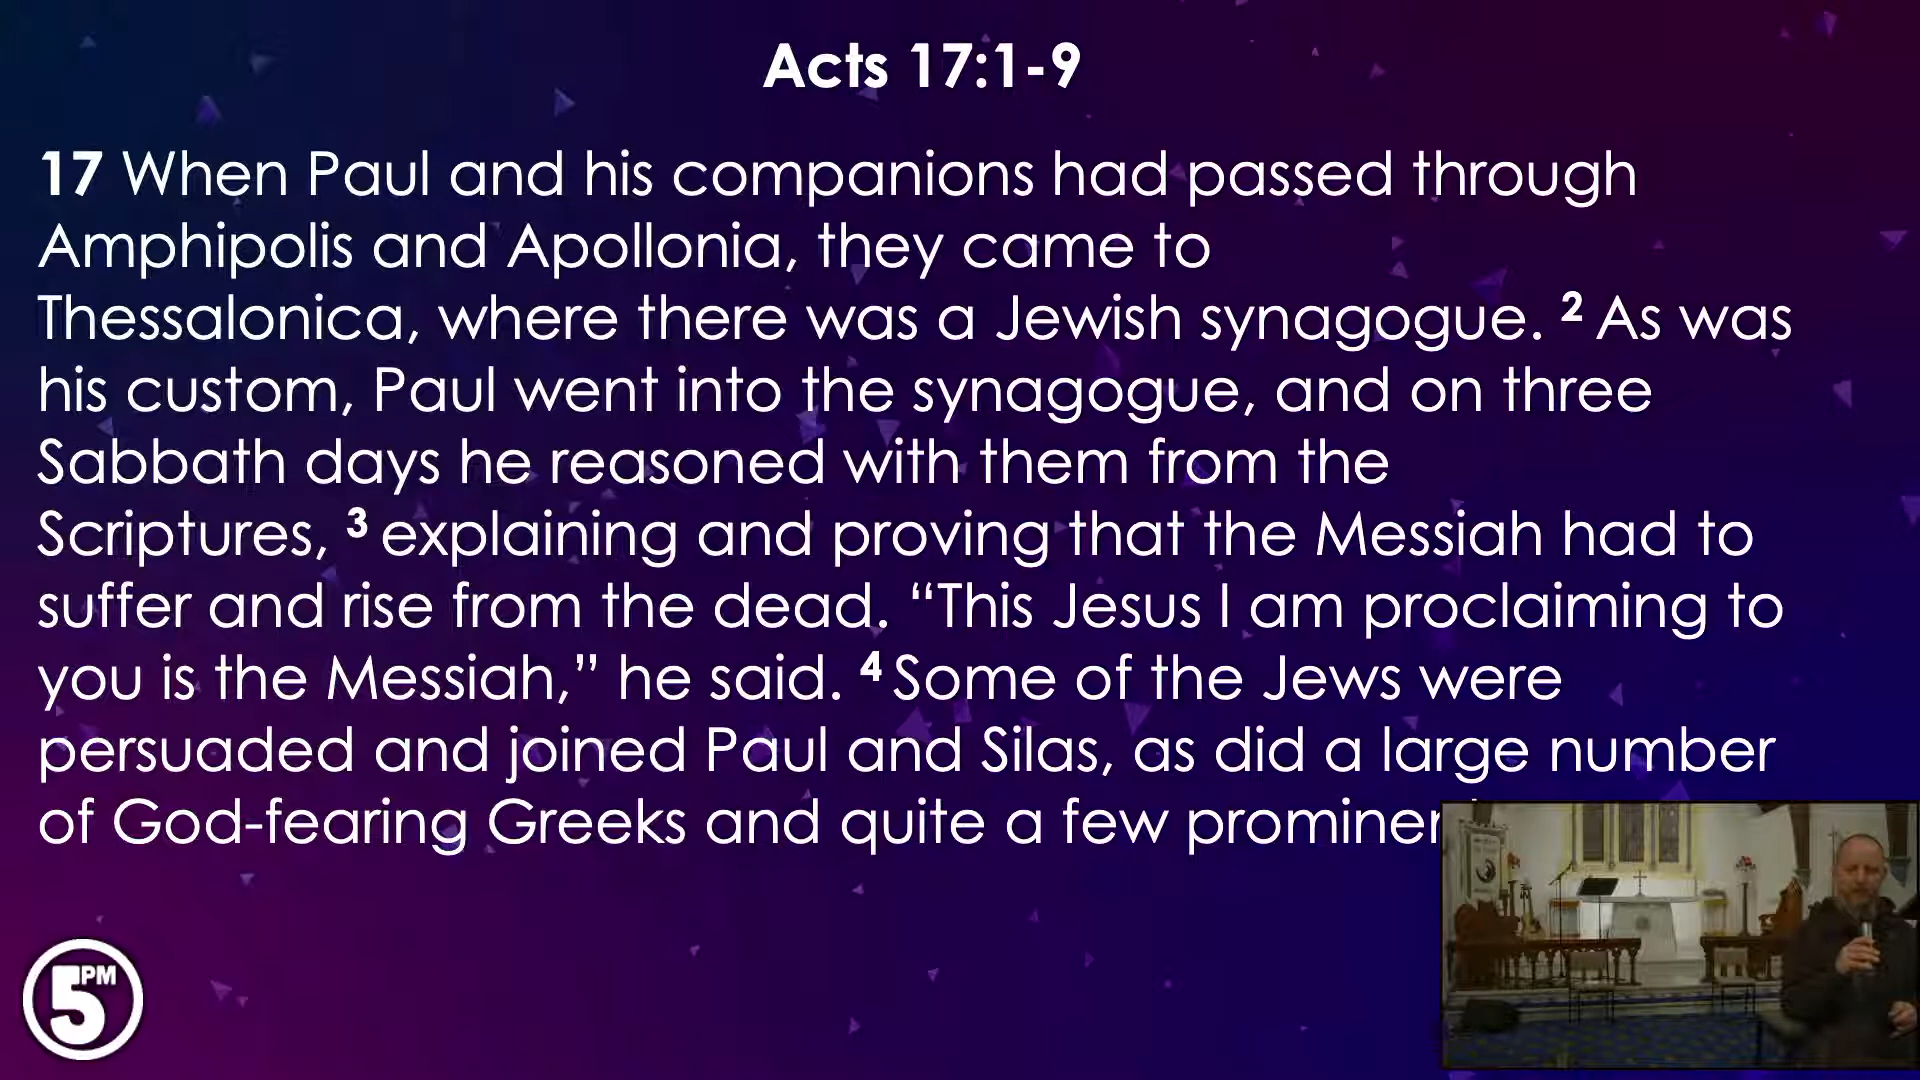 Acts 17:1-9
17 When Paul and his companions had passed through
Amphipolis and Apollonia, they came to
Thessalonica, where there was a Jewish synagogue. 2 As was
his custom, Paul went into the synagogue, and on three
Sabbath days he reasoned with them from the
Scriptures, 3 explaining and proving that the Messiah had to
suffer and rise from the dead. “This Jesus I am proclaiming to
you is the Messiah,” he said. 4 Some of the Jews were
persuaded and joined Paul and Silas, as did a large number
of God-fearing Greeks and quite a few
5PM